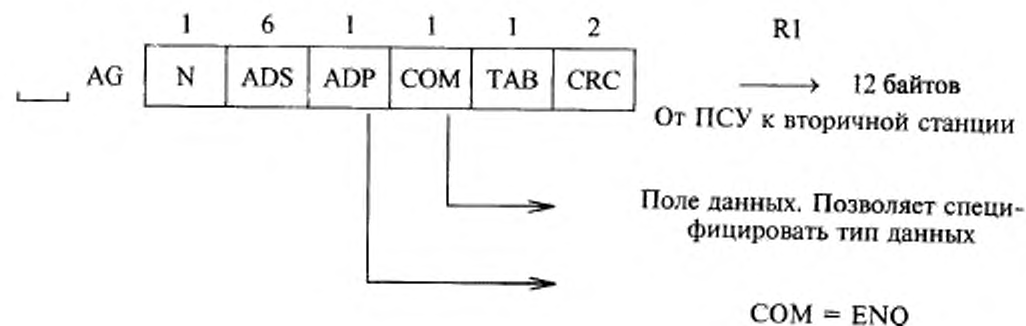 1 6 1 1 1 2 R1
AG N ADS ADP COM TAB CRC 12 байтов
От ПСУ к вторичной станции
Поле данных. Позволяет специ-
фицировать тип данных
COM = ENQ